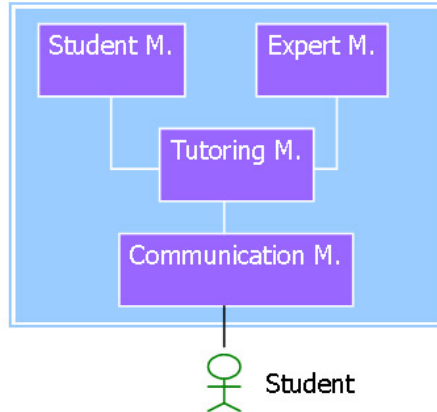 Student M.
Expert M.
Tutoring M.
Communication M.
Student